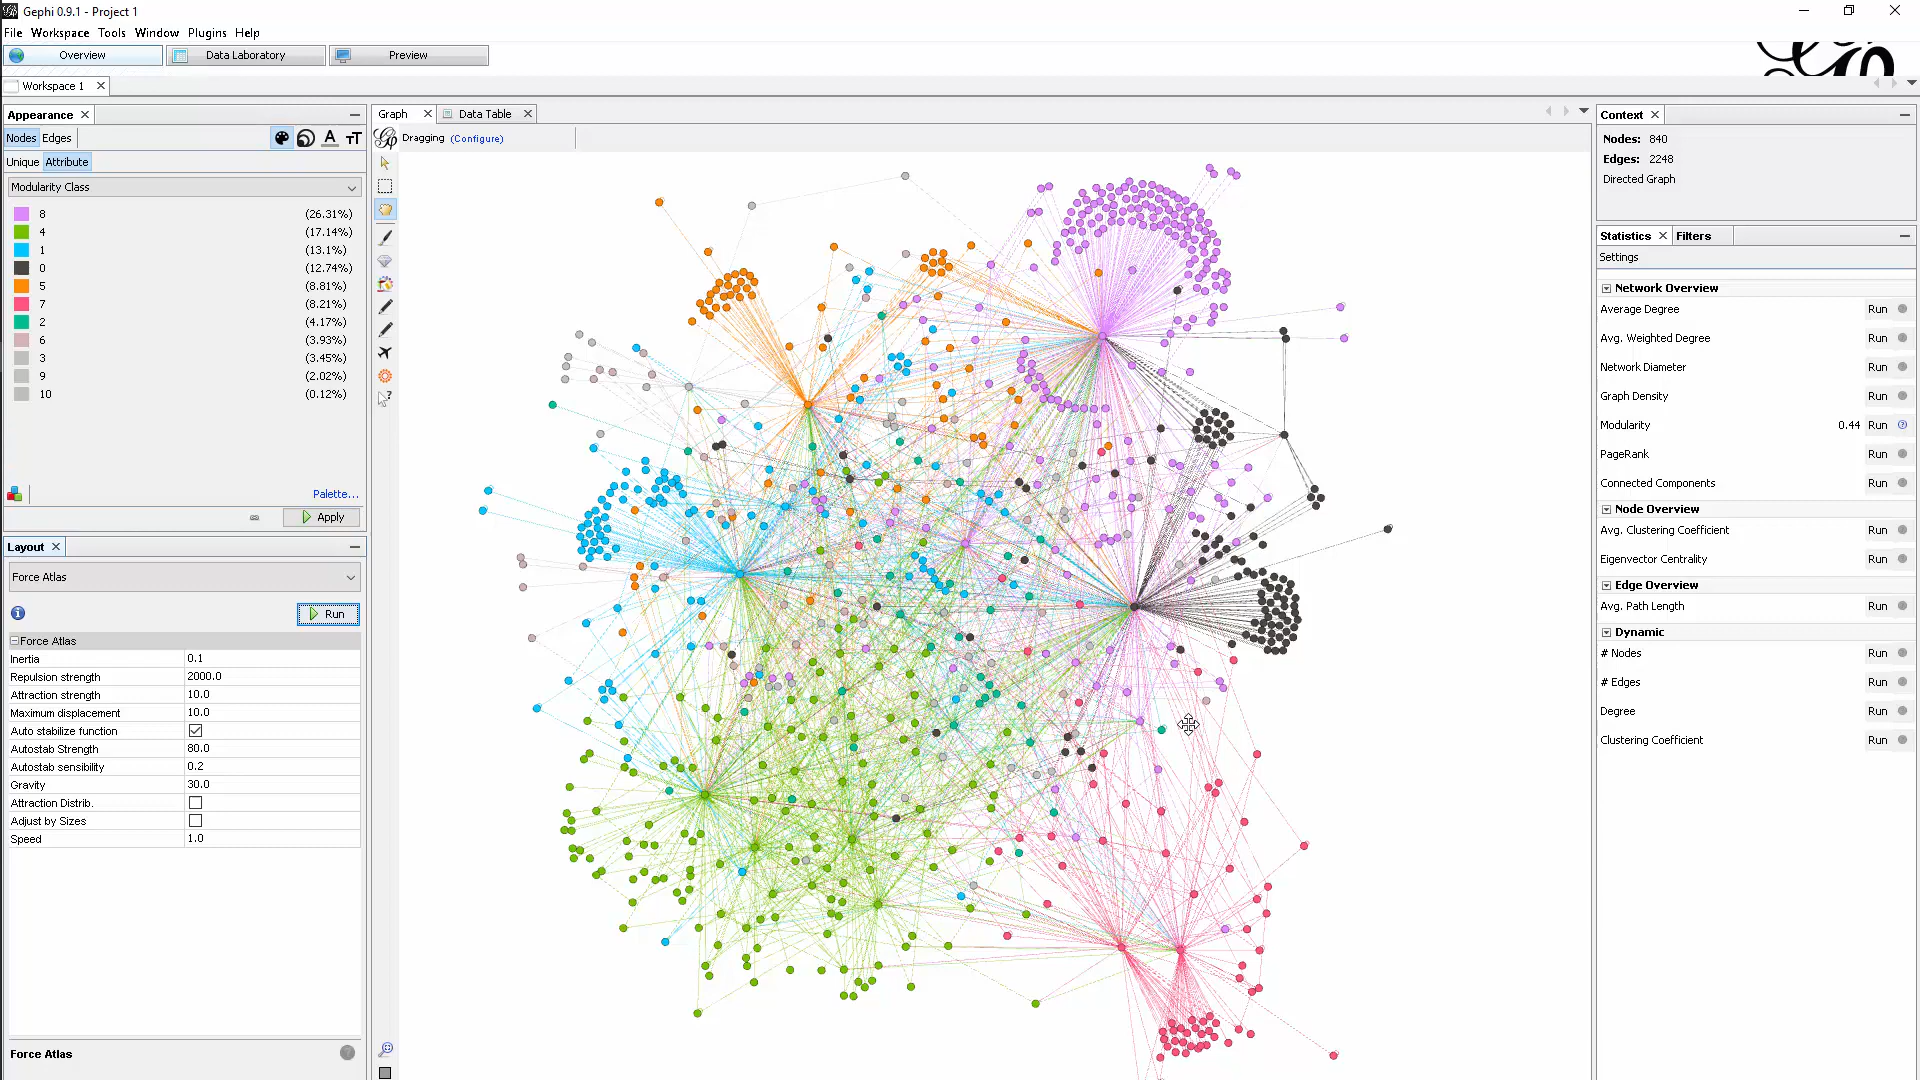 Gephi 0.9.1 - Project 1
File Workspace Tools Window Plugins Help
Overview Data Laboratory Preview
Workspace 1
Appearance
Nodes Edges
Unique Attribute
Modularity Class
8 (26.31%)
4 (17.14%)
1 (13.1%)
0 (12.74%)
5 (8.81%)
7 (8.21%)
2 (4.17%)
6 (3.93%)
3 (3.45%)
9 (2.02%)
10 (0.12%)
Palette...
Apply
Layout
Force Atlas
Run
Force Atlas
Inertia 0.1
Repulsion strength 2000.0
Attraction strength 10.0
Maximum displacement 10.0
Auto stabilize function
Autostab Strength 80.0
Autostab sensibility 0.2
Gravity 30.0
Attraction Distrib.
Adjust by Sizes
Speed 1.0
Force Atlas
Graph Data Table
Dragging (Configure)
Context
Nodes: 840
Edges: 2248
Directed Graph
Statistics Filters
Settings
Network Overview
Average Degree Run
Avg. Weighted Degree Run
Network Diameter Run
Graph Density Run
Modularity 0.44 Run
PageRank Run
Connected Components Run
Node Overview
Avg. Clustering Coefficient Run
Eigenvector Centrality Run
Edge Overview
Avg. Path Length Run
Dynamic
# Nodes Run
# Edges Run
Degree Run
Clustering Coefficient Run